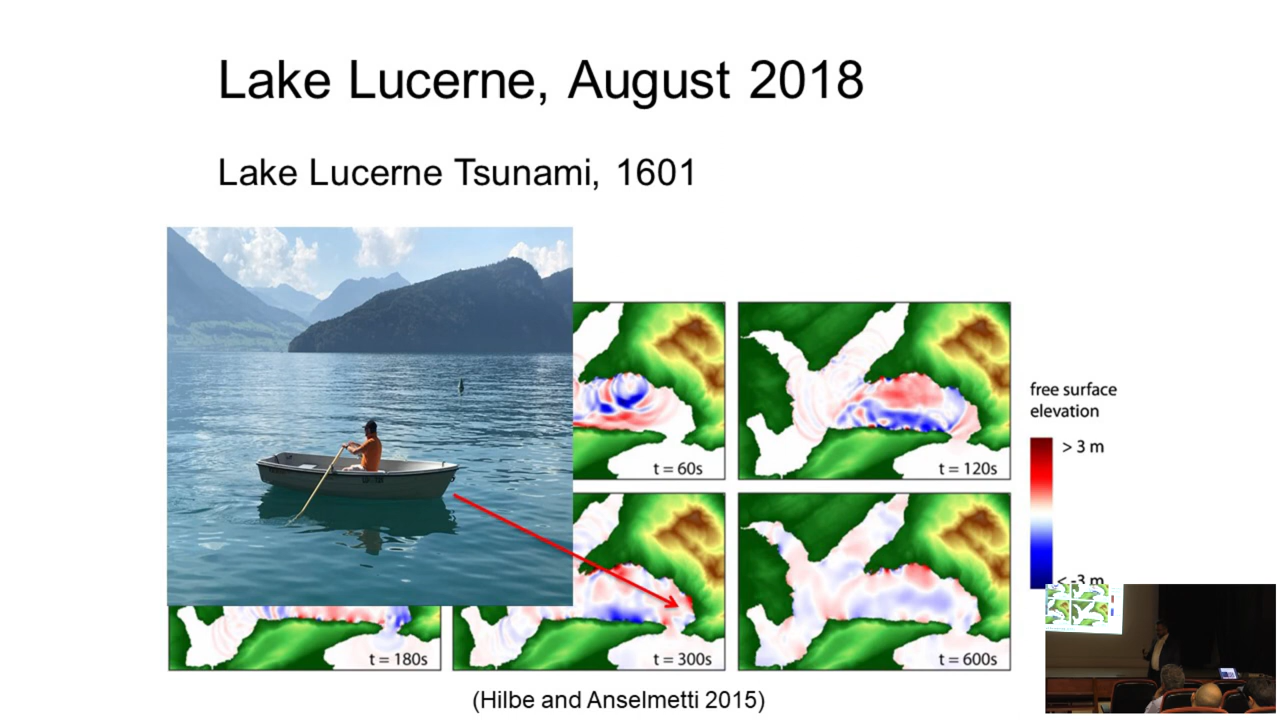 Lake Lucerne, August 2018
Lake Lucerne Tsunami, 1601
free surface
elevation
> 3 m
t = 60s
t = 120s
< -3 m
t = 180s
t = 300s
t = 600s
(Hilbe and Anselmetti 2015)